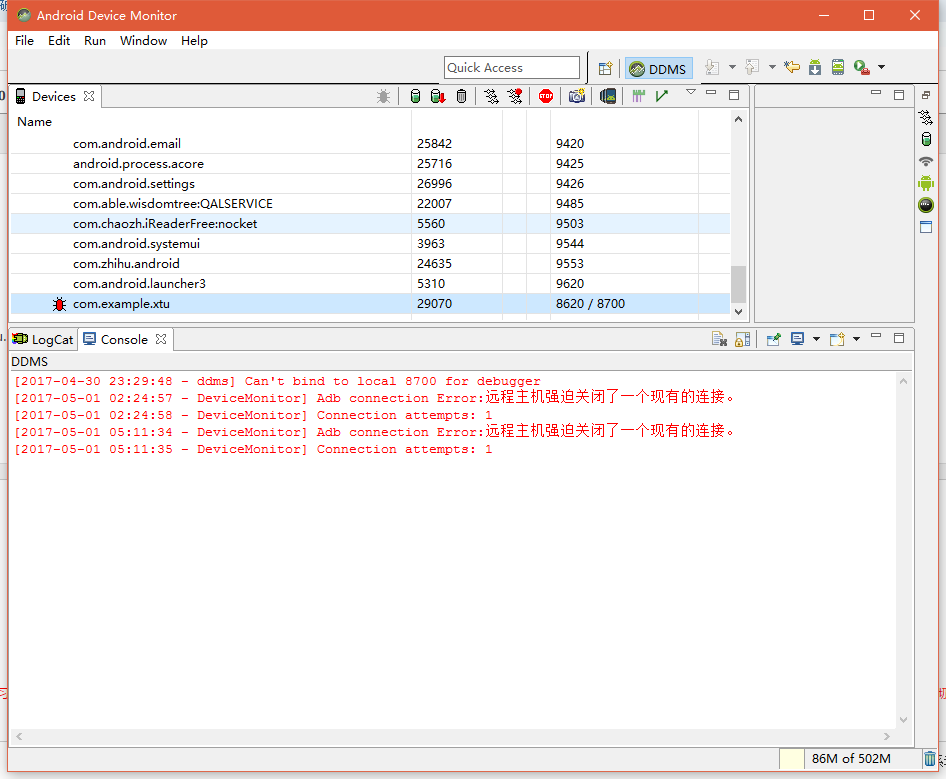 Android Device Monitor
File Edit Run Window Help
Quick Access
DDMS
Devices
Name
com.android.email 25842 9420
android.process.acore 25716 9425
com.android.settings 26996 9426
com.able.wisdomtree:QALSERVICE 22007 9485
com.chaozh.iReaderFree:nocket 5560 9503
com.android.systemui 3963 9544
com.zhihu.android 24635 9553
com.android.launcher3 5310 9620
com.example.xtu 29070 8620 / 8700
LogCat Console
DDMS
[2017-04-30 23:29:48 - ddms] Can't bind to local 8700 for debugger
[2017-05-01 02:24:57 - DeviceMonitor] Adb connection Error:远程主机强迫关闭了一个现有的连接。
[2017-05-01 02:24:58 - DeviceMonitor] Connection attempts: 1
[2017-05-01 05:11:34 - DeviceMonitor] Adb connection Error:远程主机强迫关闭了一个现有的连接。
[2017-05-01 05:11:35 - DeviceMonitor] Connection attempts: 1
86M of 502M